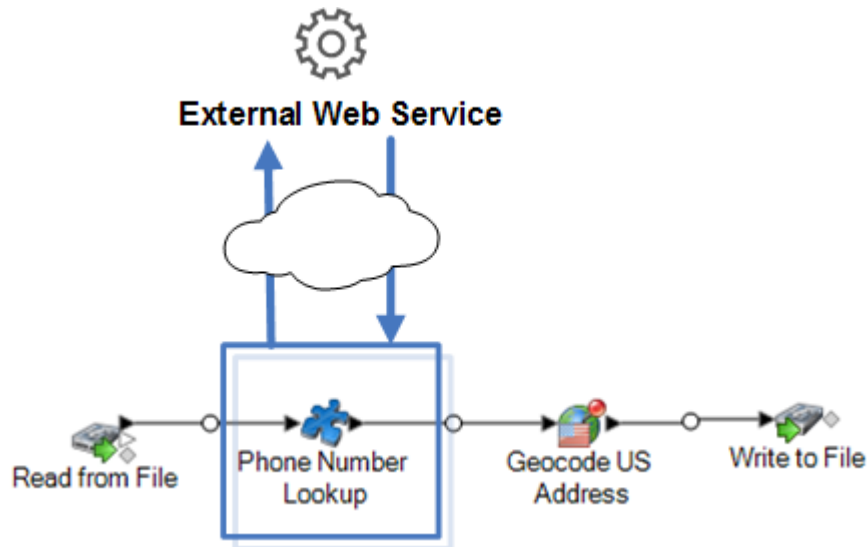 External Web Service
Read from File
Phone Number
Lookup
Geocode US
Address
Write to File